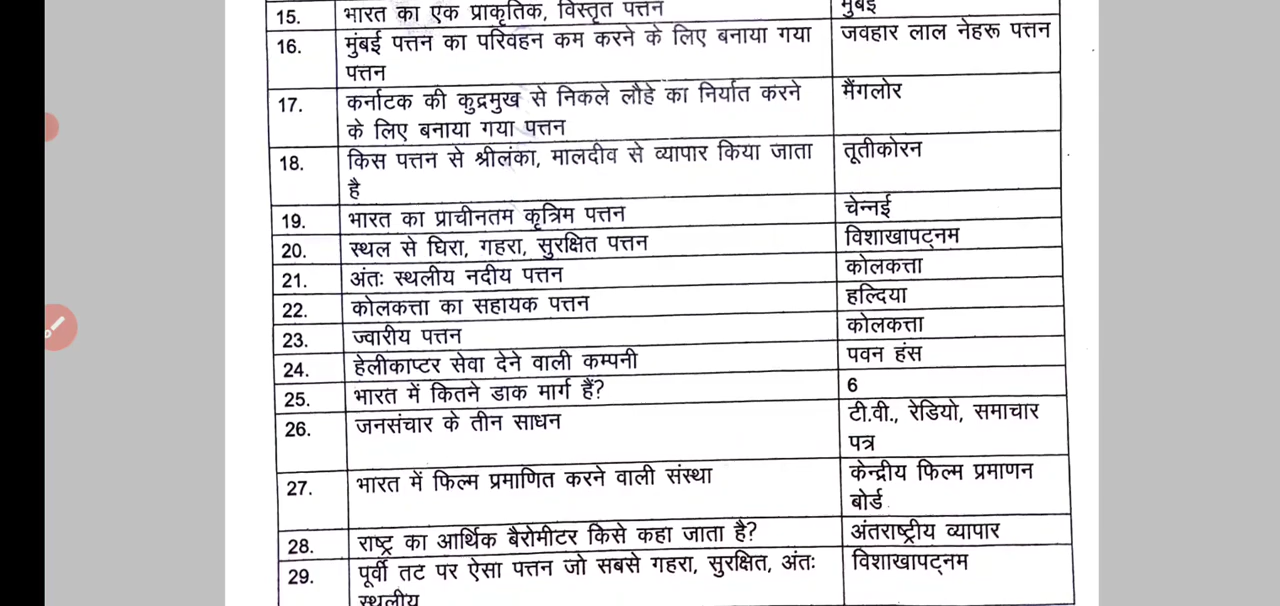 15. भारत का एक प्राकृतिक, विस्तृत पत्तन मुंबई
16. मुंबई पत्तन का परिवहन कम करने के लिए बनाया गया जवहार लाल नेहरू पत्तन
पत्तन
17. कर्नाटक की कुद्रमुख से निकले लौहे का निर्यात करने मैंगलोर
के लिए बनाया गया पत्तन
18. किस पत्तन से श्रीलंका, मालदीव से व्यापार किया जाता तूतीकोरन
है
19. भारत का प्राचीनतम कृत्रिम पत्तन चेन्नई
20. स्थल से घिरा, गहरा, सुरक्षित पत्तन विशाखापट्नम
21. अंतः स्थलीय नदीय पत्तन कोलकत्ता
22. कोलकत्ता का सहायक पत्तन हल्दिया
23. ज्वारीय पत्तन कोलकत्ता
24. हेलीकाप्टर सेवा देने वाली कम्पनी पवन हंस
25. भारत में कितने डाक मार्ग हैं? 6
26. जनसंचार के तीन साधन टी.वी., रेडियो, समाचार
पत्र
27. भारत में फिल्म प्रमाणित करने वाली संस्था केन्द्रीय फिल्म प्रमाणन
बोर्ड
28. राष्ट्र का आर्थिक बैरोमीटर किसे कहा जाता है? अंतराष्ट्रीय व्यापार
29. पूर्वी तट पर ऐसा पत्तन जो सबसे गहरा, सुरक्षित, अंतः विशाखापट्नम
स्थलीय